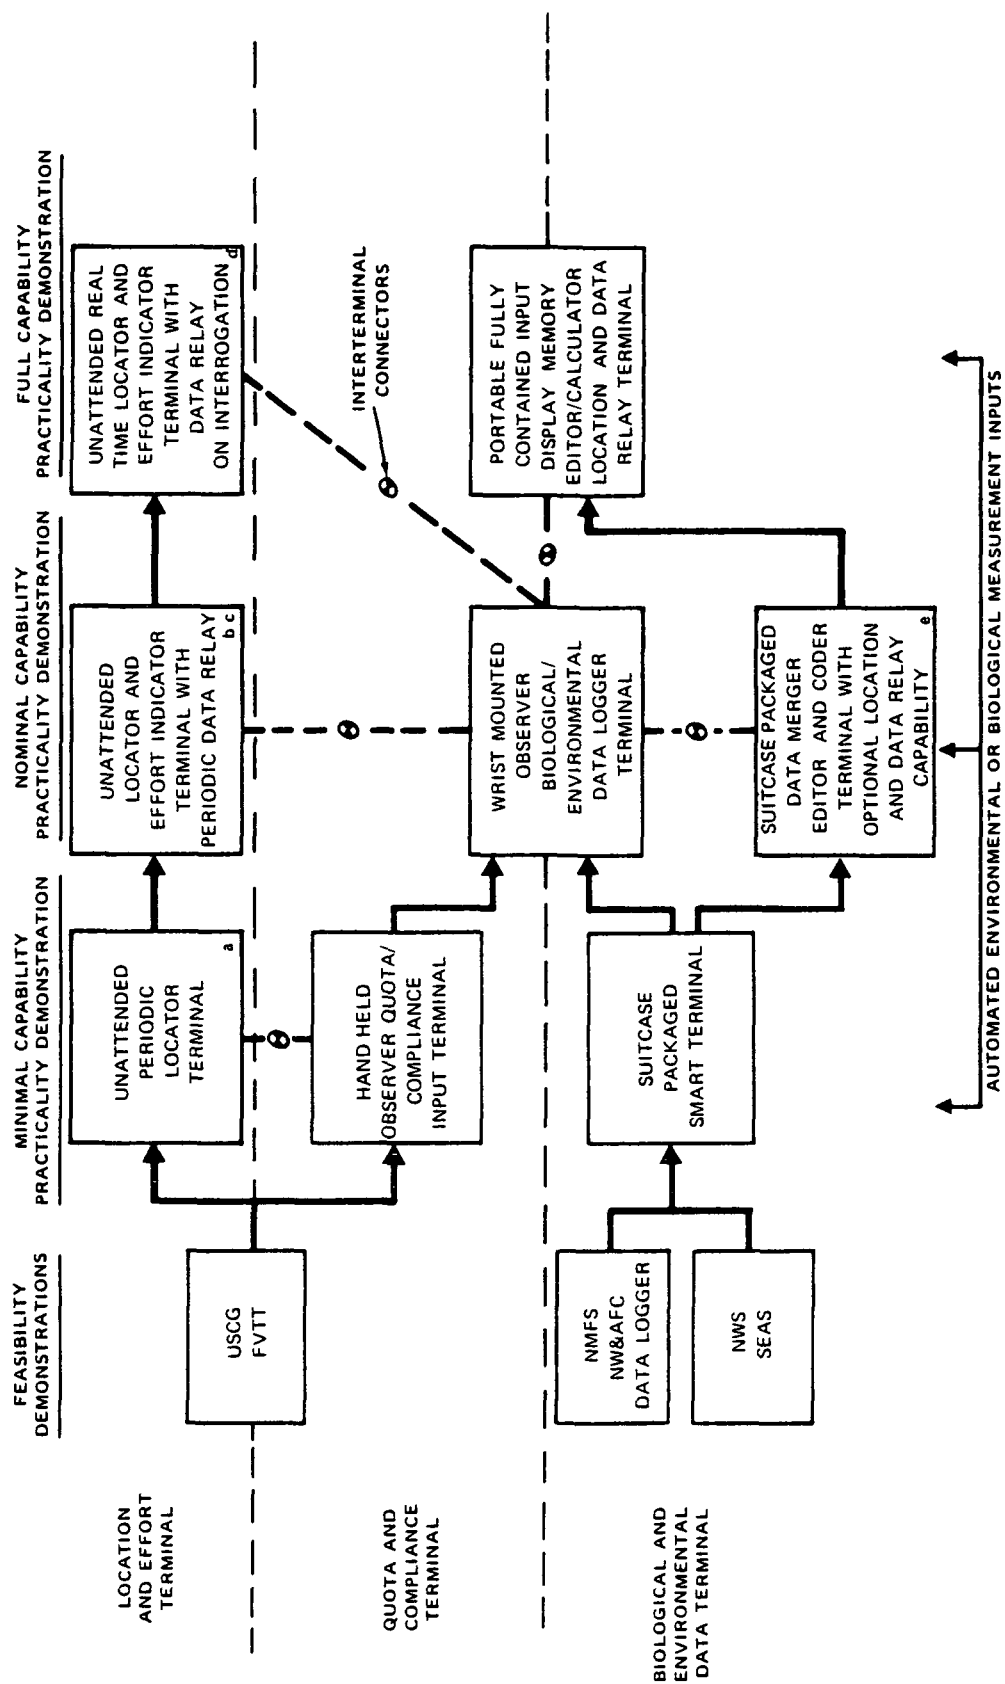 FEASIBILITY
DEMONSTRATIONS
MINIMAL CAPABILITY
PRACTICALITY DEMONSTRATION
NOMINAL CAPABILITY
PRACTICALITY DEMONSTRATION
FULL CAPABILITY
PRACTICALITY DEMONSTRATION
LOCATION
AND EFFORT
TERMINAL
USCG
FVTT
UNATTENDED
PERIODIC
LOCATOR
TERMINAL
a
UNATTENDED
LOCATOR AND
EFFORT INDICATOR
TERMINAL WITH
PERIODIC DATA RELAY
b c
UNATTENDED REAL
TIME LOCATOR AND
EFFORT INDICATOR
TERMINAL WITH
DATA RELAY
ON INTERROGATION
d
QUOTA AND
COMPLIANCE
TERMINAL
HAND HELD
OBSERVER QUOTA/
COMPLIANCE
INPUT TERMINAL
INTERTERMINAL
CONNECTORS
WRIST MOUNTED
OBSERVER
BIOLOGICAL/
ENVIRONMENTAL
DATA LOGGER
TERMINAL
PORTABLE FULLY
CONTAINED INPUT
DISPLAY MEMORY
EDITOR/CALCULATOR
LOCATION AND DATA
RELAY TERMINAL
BIOLOGICAL AND
ENVIRONMENTAL
DATA TERMINAL
NMFS
NW&AFC
DATA LOGGER
NWS
SEAS
SUITCASE
PACKAGED
SMART TERMINAL
SUITCASE PACKAGED
DATA MERGER
EDITOR AND CODER
TERMINAL WITH
OPTIONAL LOCATION
AND DATA RELAY
CAPABILITY
e
AUTOMATED ENVIRONMENTAL OR BIOLOGICAL MEASUREMENT INPUTS